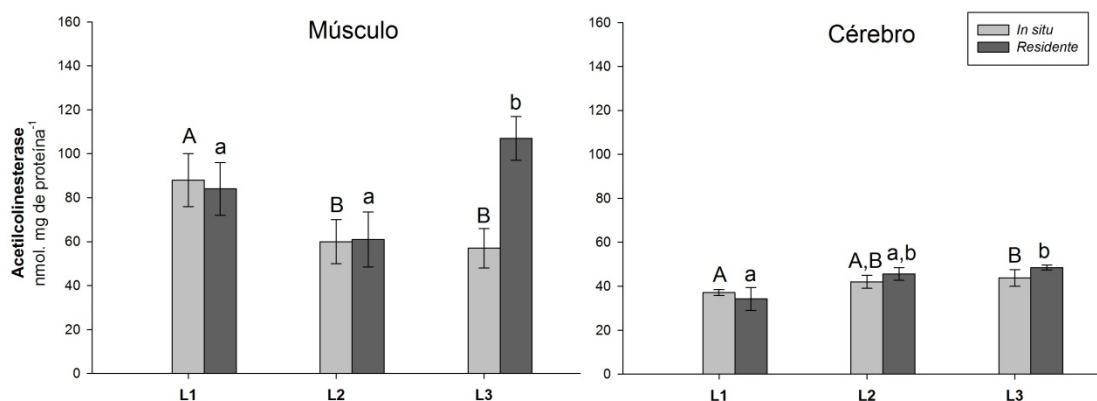 Músculo
Acetilcolinesterase
nmol. mg de proteína-1
160
140
120
100
80
60
40
20
0
A
a
B
a
B
b
L1
L2
L3
Cérebro
In situ
Residente
160
140
120
100
80
60
40
20
0
A
a
A,B
a,b
B
b
L1
L2
L3